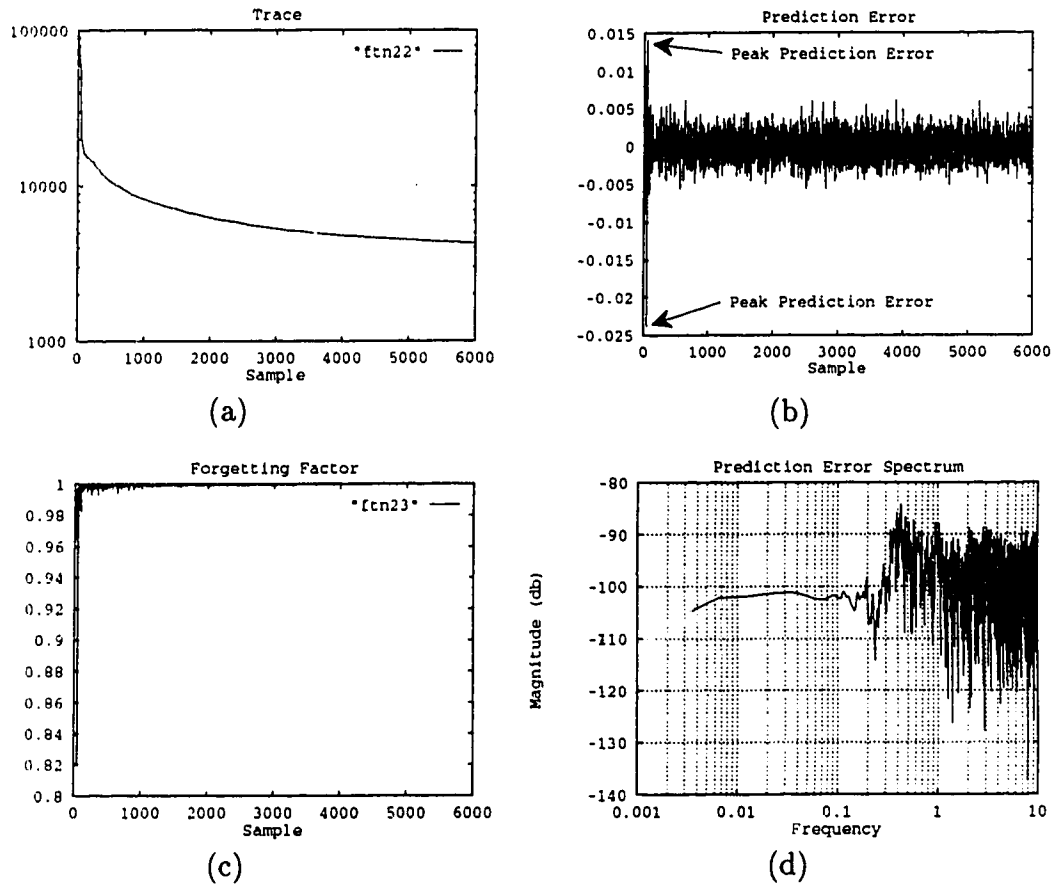 Trace
100000
"ftn22"
10000
1000
0 1000 2000 3000 4000 5000 6000
Sample
(a)
Prediction Error
0.015
Peak Prediction Error
0.01
0.005
0
-0.005
-0.01
-0.015
-0.02
Peak Prediction Error
-0.025
0 1000 2000 3000 4000 5000 6000
Sample
(b)
Forgetting Factor
1
"ftn23"
0.98
0.96
0.94
0.92
0.9
0.88
0.86
0.84
0.82
0.8
0 1000 2000 3000 4000 5000 6000
Sample
(c)
Prediction Error Spectrum
-80
-90
-100
-110
-120
-130
-140
Magnitude (db)
0.001 0.01 0.1 1 10
Frequency
(d)